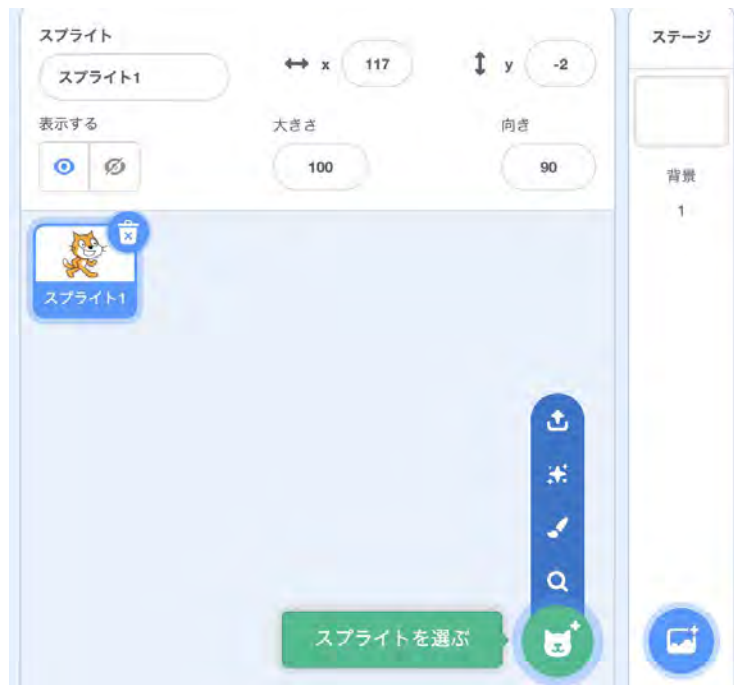 スプライト
スプライト1
x 117
y -2
表示する
大きさ
100
向き
90
スプライト1
スプライトを選ぶ
ステージ
背景
1